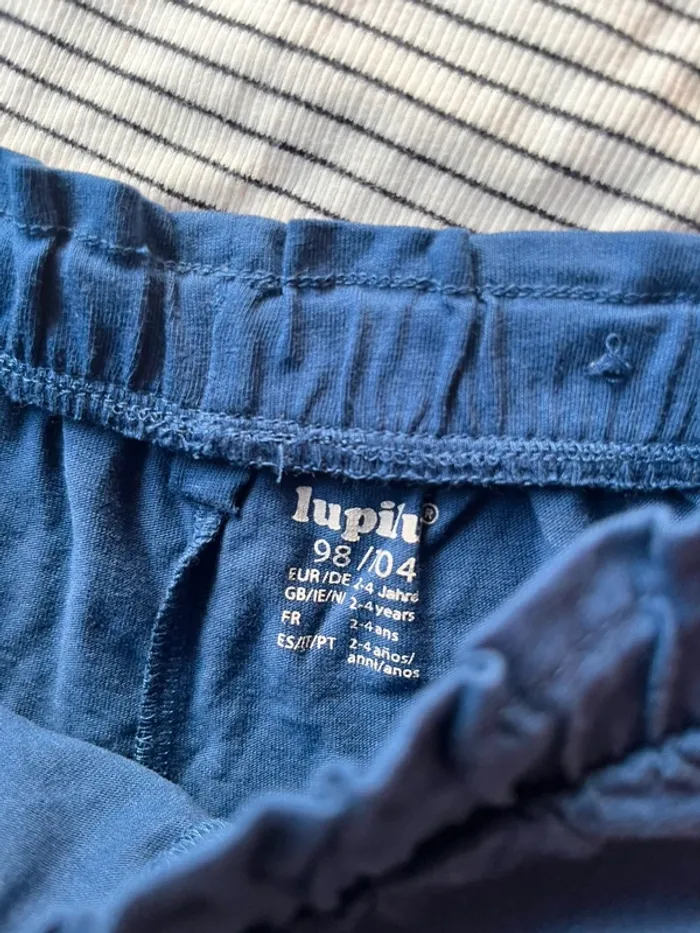 lupilu®
98/104
EUR/DE 2-4 Jahre
GB/IE/NI 2-4 years
FR 2-4 ans
ES/IT/PT 2-4 años/
anni/anos